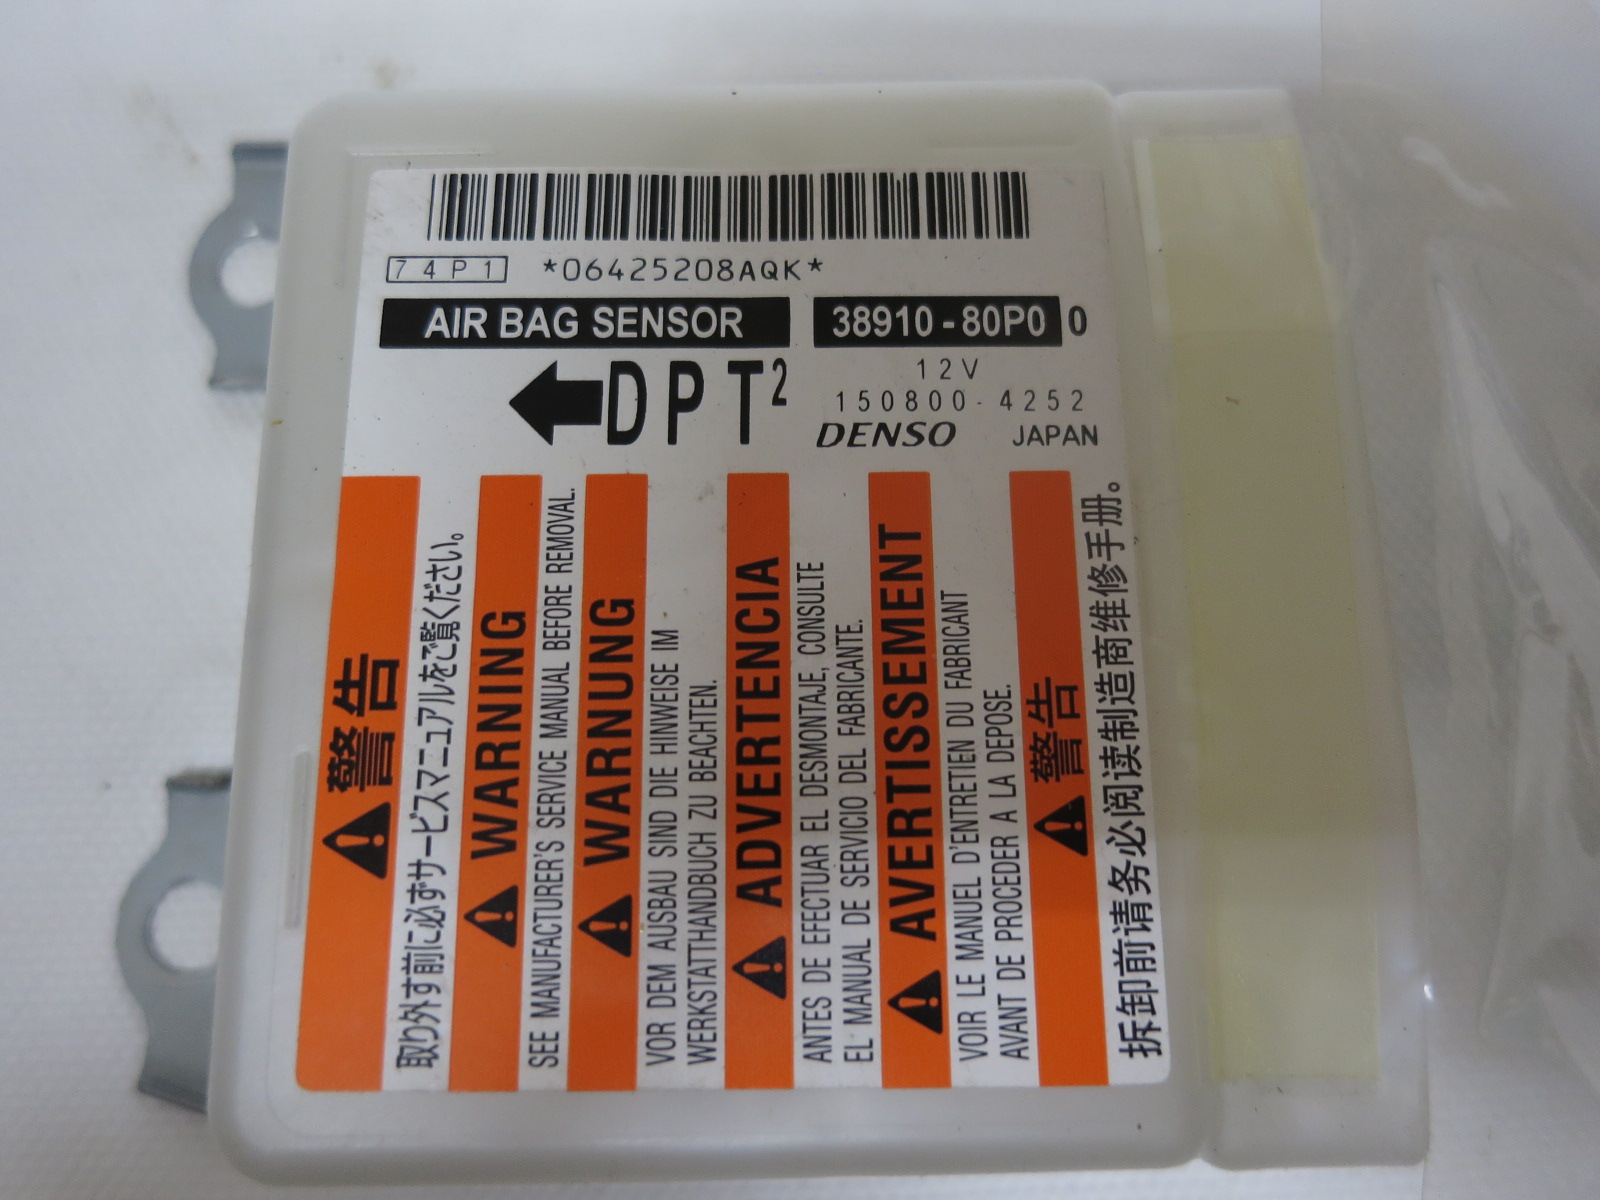 74P1 *06425208AQK*
AIR BAG SENSOR 38910-80P0 0
DPT² 12V
150800-4252
DENSO JAPAN
警告
取り外す前に必ずサービスマニュアルをご覧ください。
WARNING
SEE MANUFACTURER'S SERVICE MANUAL BEFORE REMOVAL.
WARNUNG
VOR DEM AUSBAU SIND DIE HINWEISE IM
WERKSTATTHANDBUCH ZU BEACHTEN.
ADVERTENCIA
ANTES DE EFECTUAR EL DESMONTAJE, CONSULTE
EL MANUAL DE SERVICIO DEL FABRICANTE.
AVERTISSEMENT
VOIR LE MANUEL D'ENTRETIEN DU FABRICANT
AVANT DE PROCEDER A LA DEPOSE.
警告
拆卸前请务必阅读制造商维修手册。